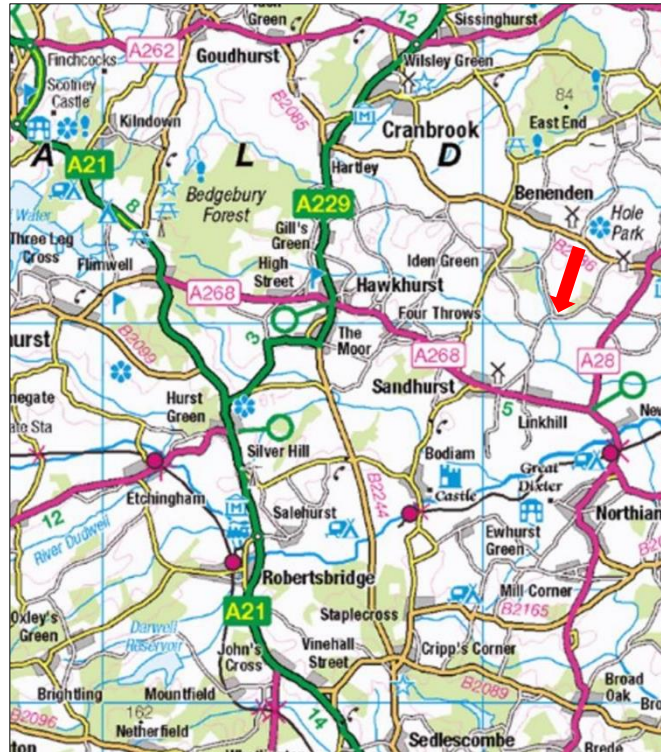 Green
12
Sissinghurst
Finchcocks
A262
Goudhurst
Wilsley Green
Scotney
Castle
B2085
84
Kilndown
M
Cranbrook
East End
A
A21
L
D
Hartley
8
Bedgebury
Forest
A229
Benenden
Hole
Park
Water
Three Leg
Cross
Gill's
Green
Iden Green
Flimwell
High
Street
A268
Hawkhurst
Four Throws
3
The
Moor
hurst
A268
A28
Sandhurst
Hurst
Green
61
5
Linkhill
Silver Hill
Bodiam
Castle
Great
Dixter
Etchingham
12
B2244
Northian
River Dudwell
Salehurst
Ewhurst
Green
Robertsbridge
Mill Corner
B2165
Oxley's
Green
A21
Staplecross
Darwell
Reservoir
John's
Cross
Vinehall
Street
Cripp's Corner
Brightling
Mountfield
B2089
Broad
Oak
162
14
B2096
Netherfield
Sedlescombe
Brede